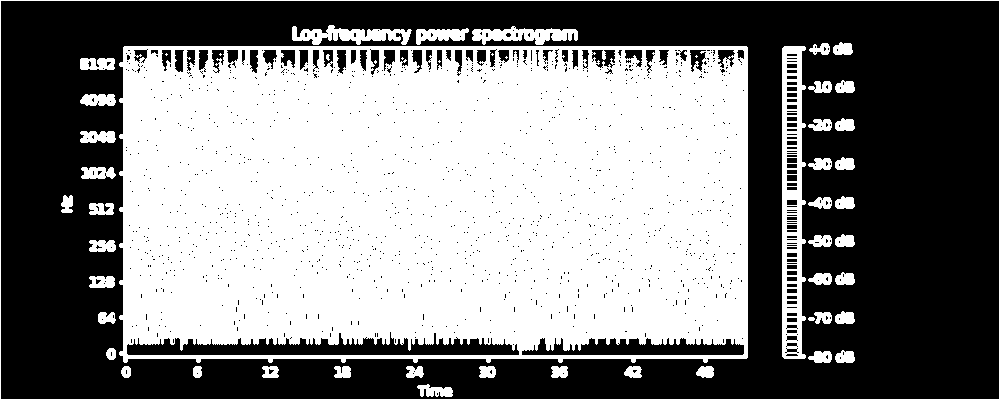 Log-frequency power spectrogram
8192
4096
2048
1024
512
256
128
64
0
Hz
0 6 12 18 24 30 36 42 48
Time
+0 dB
-10 dB
-20 dB
-30 dB
-40 dB
-50 dB
-60 dB
-70 dB
-80 dB